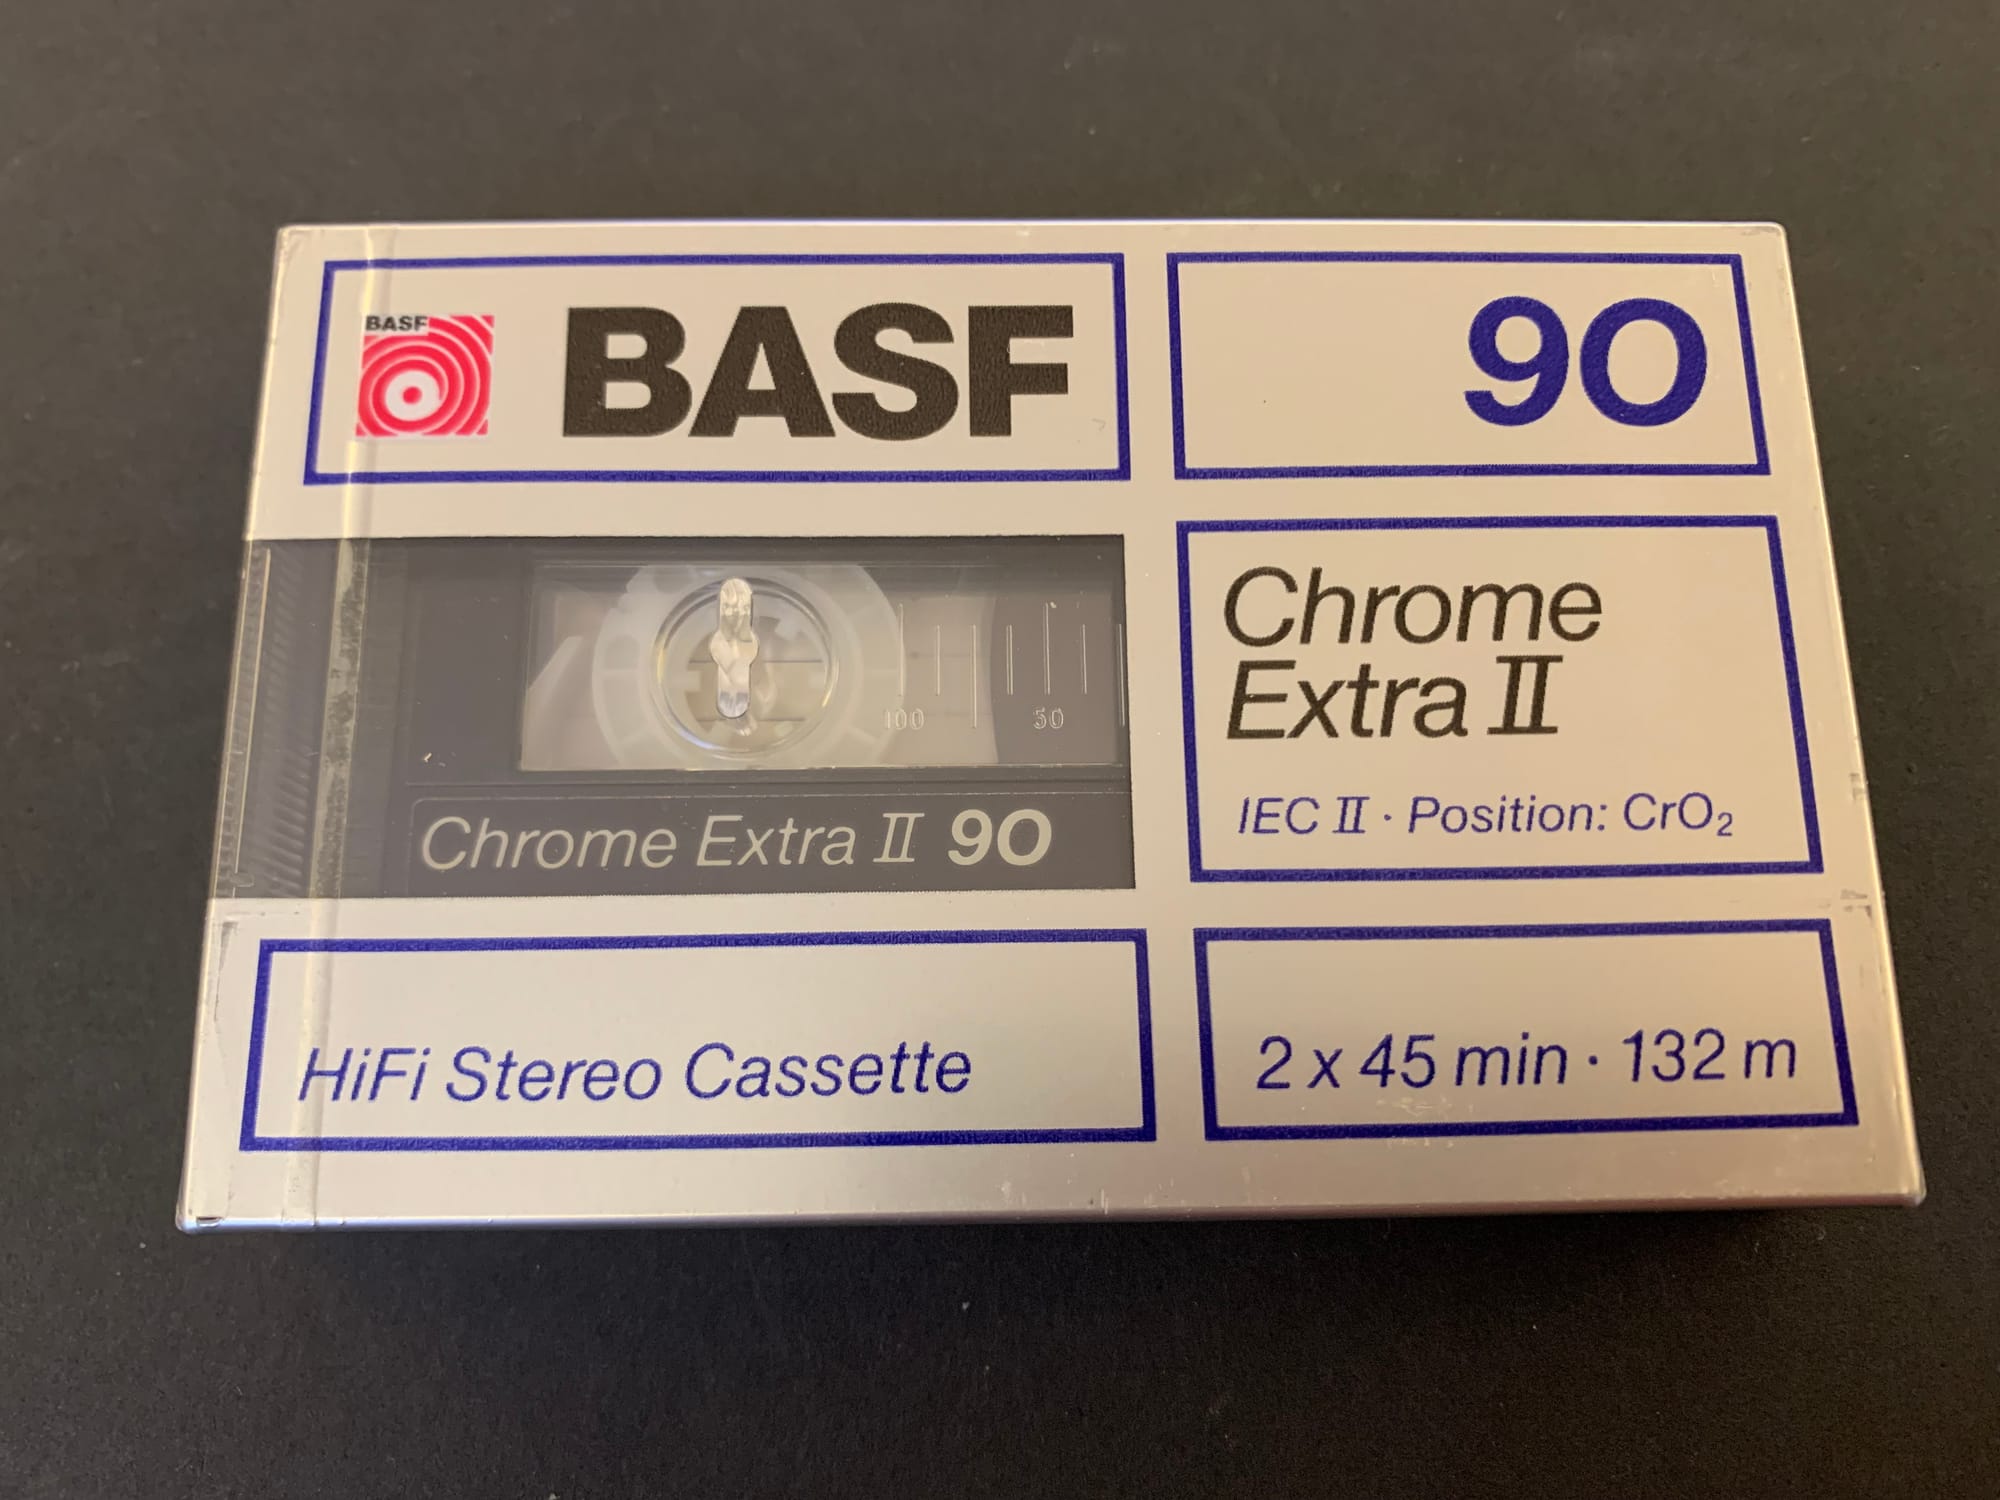 BASF
BASF
90
100
50
Chrome Extra II 90
Chrome
Extra II
IEC II · Position: CrO₂
HiFi Stereo Cassette
2 x 45 min · 132 m